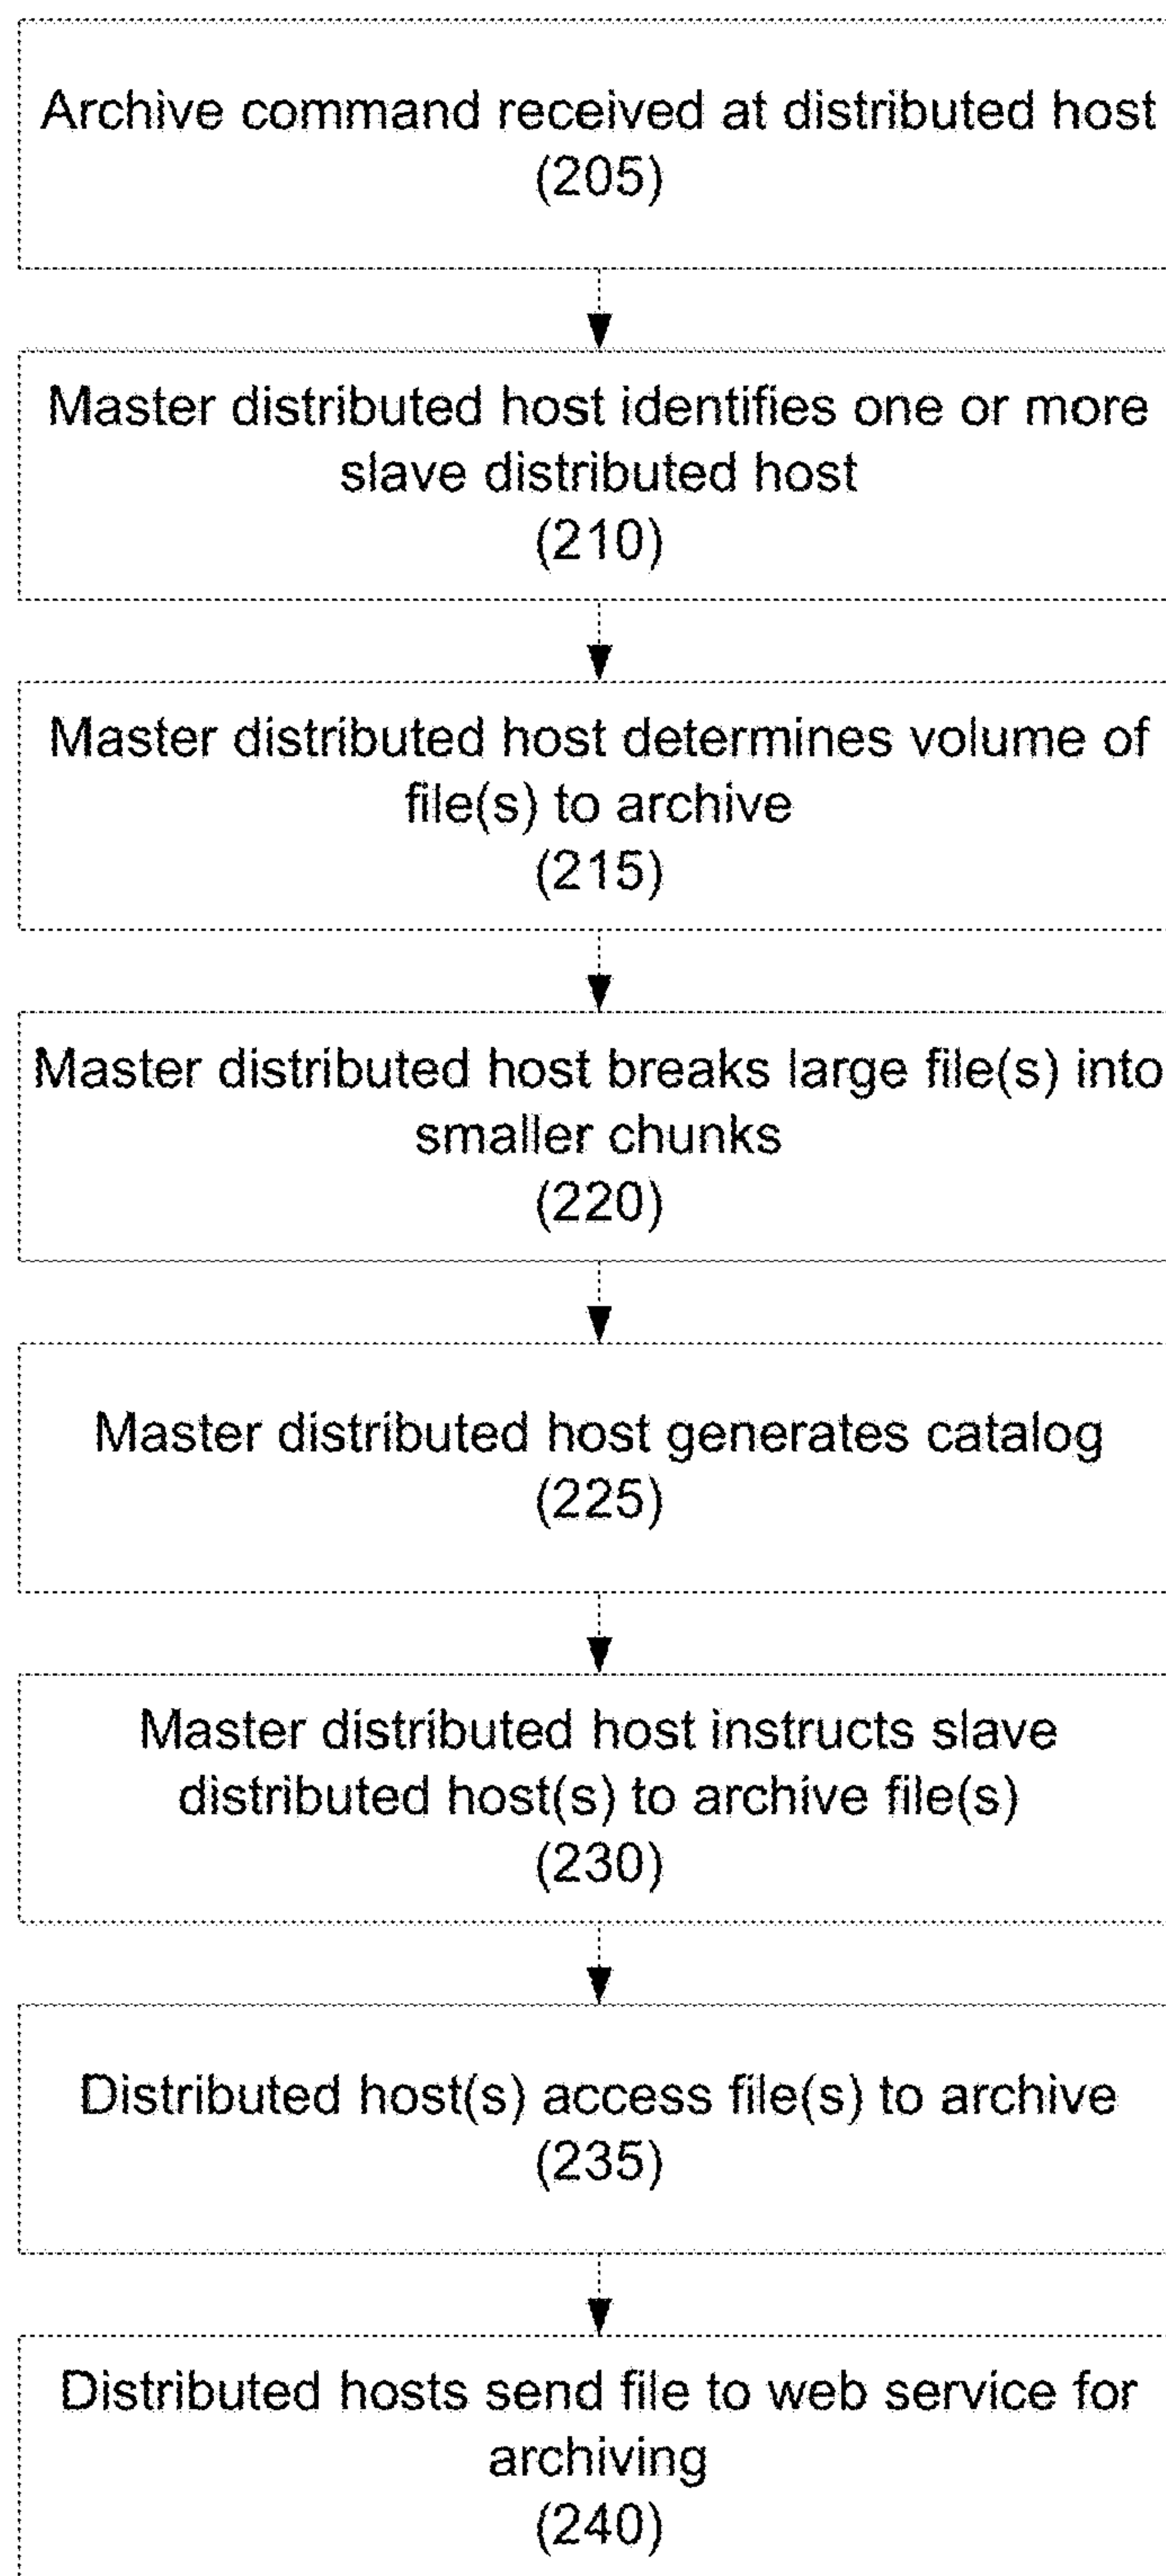 Archive command received at distributed host
(205)
Master distributed host identifies one or more
slave distributed host
(210)
Master distributed host determines volume of
file(s) to archive
(215)
Master distributed host breaks large file(s) into
smaller chunks
(220)
Master distributed host generates catalog
(225)
Master distributed host instructs slave
distributed host(s) to archive file(s)
(230)
Distributed host(s) access file(s) to archive
(235)
Distributed hosts send file to web service for
archiving
(240)